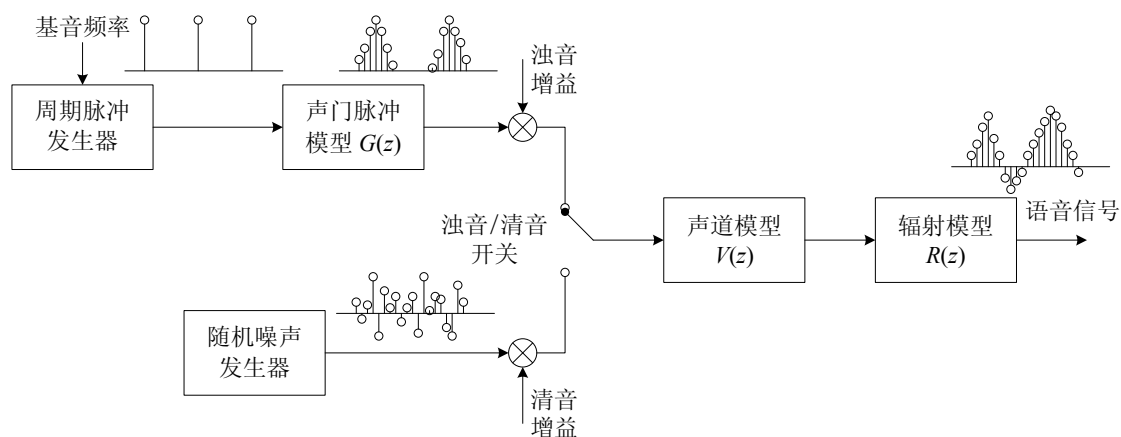 基音频率
周期脉冲
发生器
声门脉冲
模型 G(z)
浊音
增益
浊音/清音
开关
声道模型
V(z)
辐射模型
R(z)
语音信号
随机噪声
发生器
清音
增益